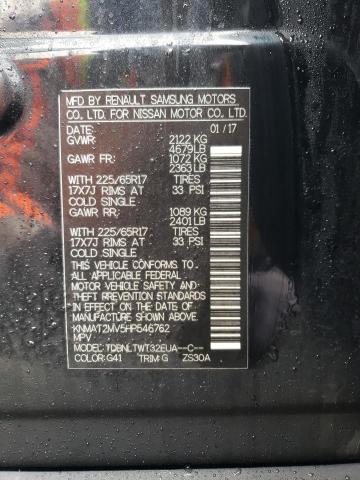 MFD BY RENAULT SAMSUNG MOTORS
CO., LTD. FOR NISSAN MOTOR CO., LTD.
DATE: 01/17
GVWR: 2122 KG
4679 LB
GAWR FR: 1072 KG
2363 LB
WITH 225/65R17 TIRES
17X7J RIMS AT 33 PSI
COLD SINGLE
GAWR RR: 1089 KG
2401 LB
WITH 225/65R17 TIRES
17X7J RIMS AT 33 PSI
COLD SINGLE
THIS VEHICLE CONFORMS TO
ALL APPLICABLE FEDERAL
MOTOR VEHICLE SAFETY,
BUMPER, AND THEFT
PREVENTION STANDARDS
IN EFFECT ON THE DATE OF
MANUFACTURE SHOWN ABOVE
KNMAT2MV5HP546762
MPV
MODEL: TDBNLTWT32EUA--C--
COLOR: G41 TRIM: G ZS30A